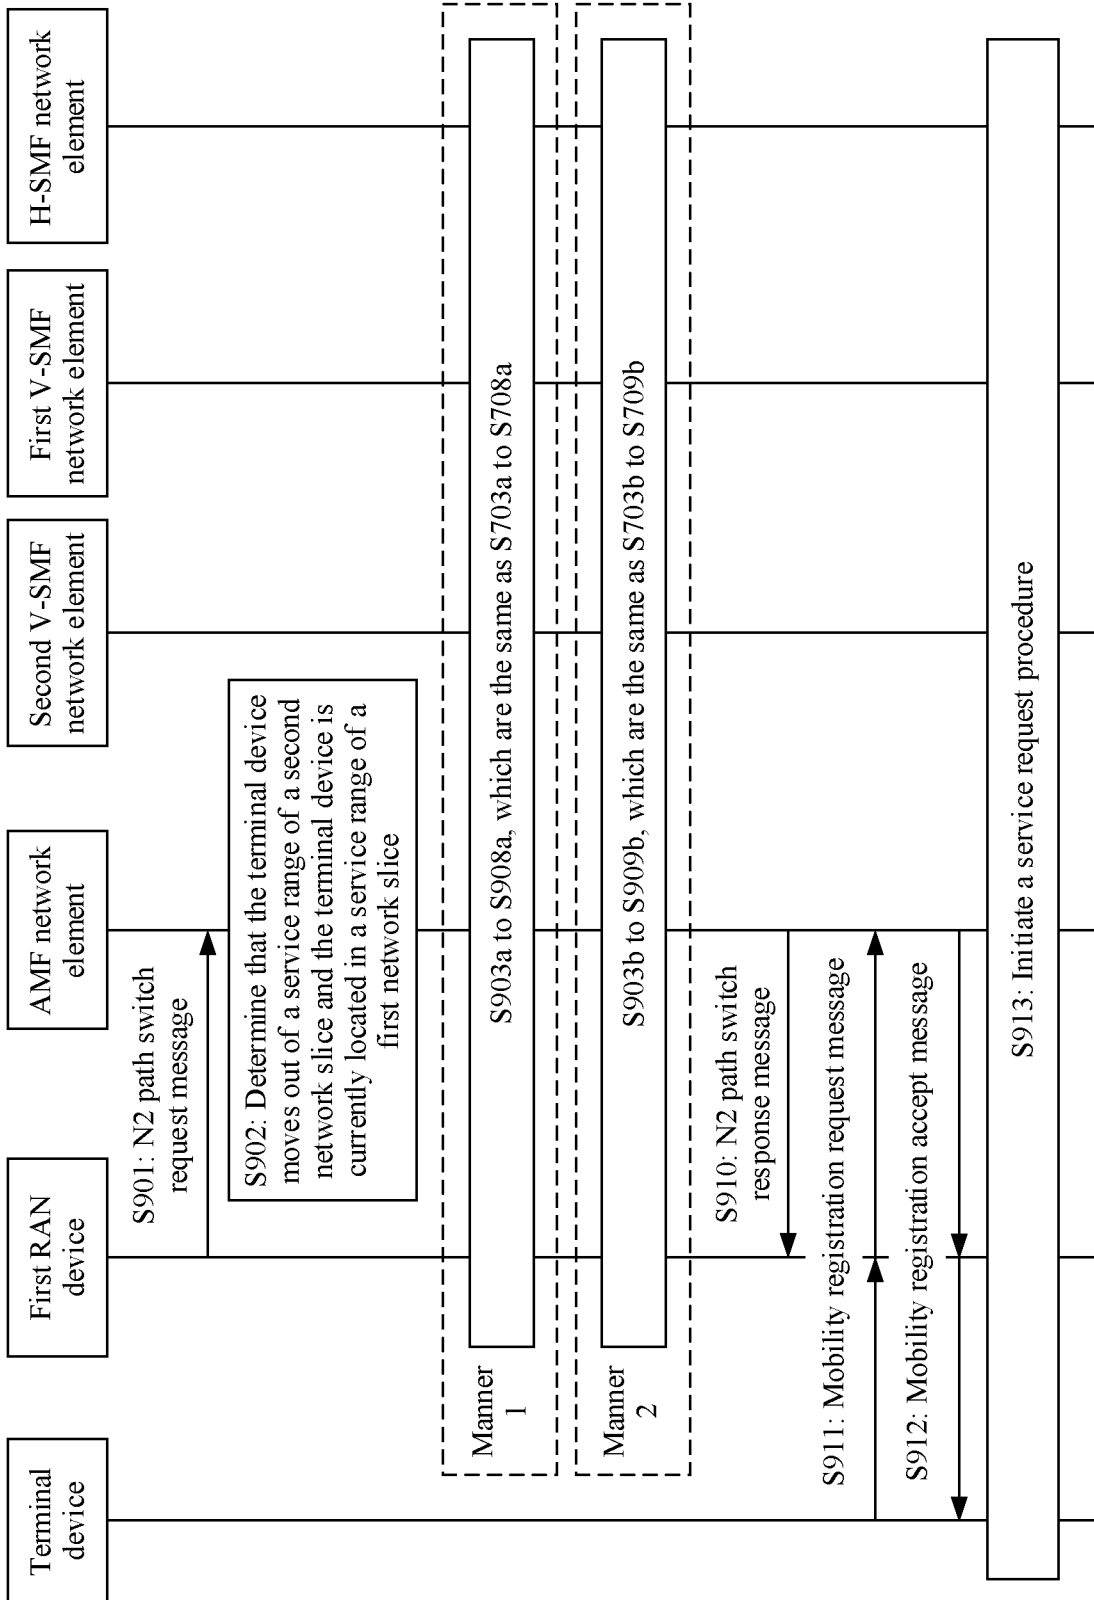 Terminal
device
First RAN
device
AMF network
element
Second V-SMF
network element
First V-SMF
network element
H-SMF network
element
S901: N2 path switch
request message
S902: Determine that the terminal device
moves out of a service range of a second
network slice and the terminal device is
currently located in a service range of a
first network slice
Manner
1
S903a to S908a, which are the same as S703a to S708a
Manner
2
S903b to S909b, which are the same as S703b to S709b
S910: N2 path switch
response message
S911: Mobility registration request message
S912: Mobility registration accept message
S913: Initiate a service request procedure